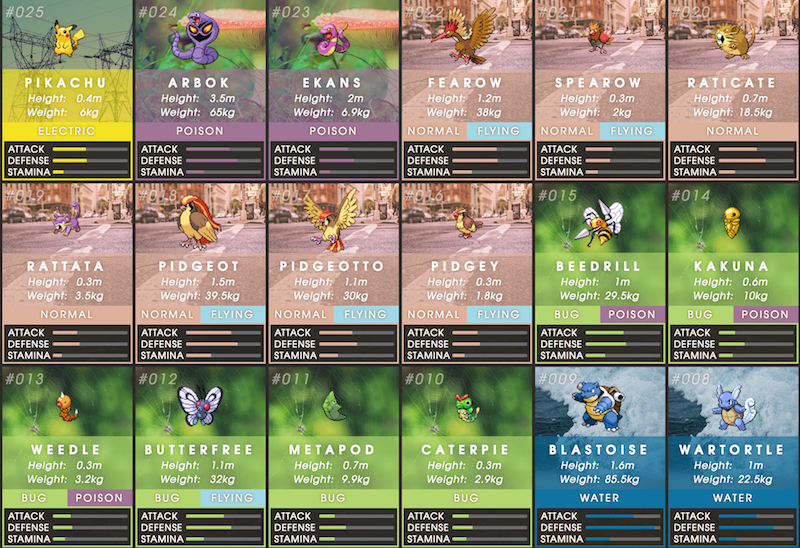 #025
PIKACHU
Height: 0.4m
Weight: 6kg
ELECTRIC
ATTACK
DEFENSE
STAMINA
#024
ARBOK
Height: 3.5m
Weight: 65kg
POISON
ATTACK
DEFENSE
STAMINA
#023
EKANS
Height: 2m
Weight: 6.9kg
POISON
ATTACK
DEFENSE
STAMINA
#022
FEAROW
Height: 1.2m
Weight: 38kg
NORMAL FLYING
ATTACK
DEFENSE
STAMINA
#021
SPEAROW
Height: 0.3m
Weight: 2kg
NORMAL FLYING
ATTACK
DEFENSE
STAMINA
#020
RATICATE
Height: 0.7m
Weight: 18.5kg
NORMAL
ATTACK
DEFENSE
STAMINA
#019
RATTATA
Height: 0.3m
Weight: 3.5kg
NORMAL
ATTACK
DEFENSE
STAMINA
#018
PIDGEOT
Height: 1.5m
Weight: 39.5kg
NORMAL FLYING
ATTACK
DEFENSE
STAMINA
#017
PIDGEOTTO
Height: 1.1m
Weight: 30kg
NORMAL FLYING
ATTACK
DEFENSE
STAMINA
#016
PIDGEY
Height: 0.3m
Weight: 1.8kg
NORMAL FLYING
ATTACK
DEFENSE
STAMINA
#015
BEEDRILL
Height: 1m
Weight: 29.5kg
BUG POISON
ATTACK
DEFENSE
STAMINA
#014
KAKUNA
Height: 0.6m
Weight: 10kg
BUG POISON
ATTACK
DEFENSE
STAMINA
#013
WEEDLE
Height: 0.3m
Weight: 3.2kg
BUG POISON
ATTACK
DEFENSE
STAMINA
#012
BUTTERFREE
Height: 1.1m
Weight: 32kg
BUG FLYING
ATTACK
DEFENSE
STAMINA
#011
METAPOD
Height: 0.7m
Weight: 9.9kg
BUG
ATTACK
DEFENSE
STAMINA
#010
CATERPIE
Height: 0.3m
Weight: 2.9kg
BUG
ATTACK
DEFENSE
STAMINA
#009
BLASTOISE
Height: 1.6m
Weight: 85.5kg
WATER
ATTACK
DEFENSE
STAMINA
#008
WARTORTLE
Height: 1m
Weight: 22.5kg
WATER
ATTACK
DEFENSE
STAMINA